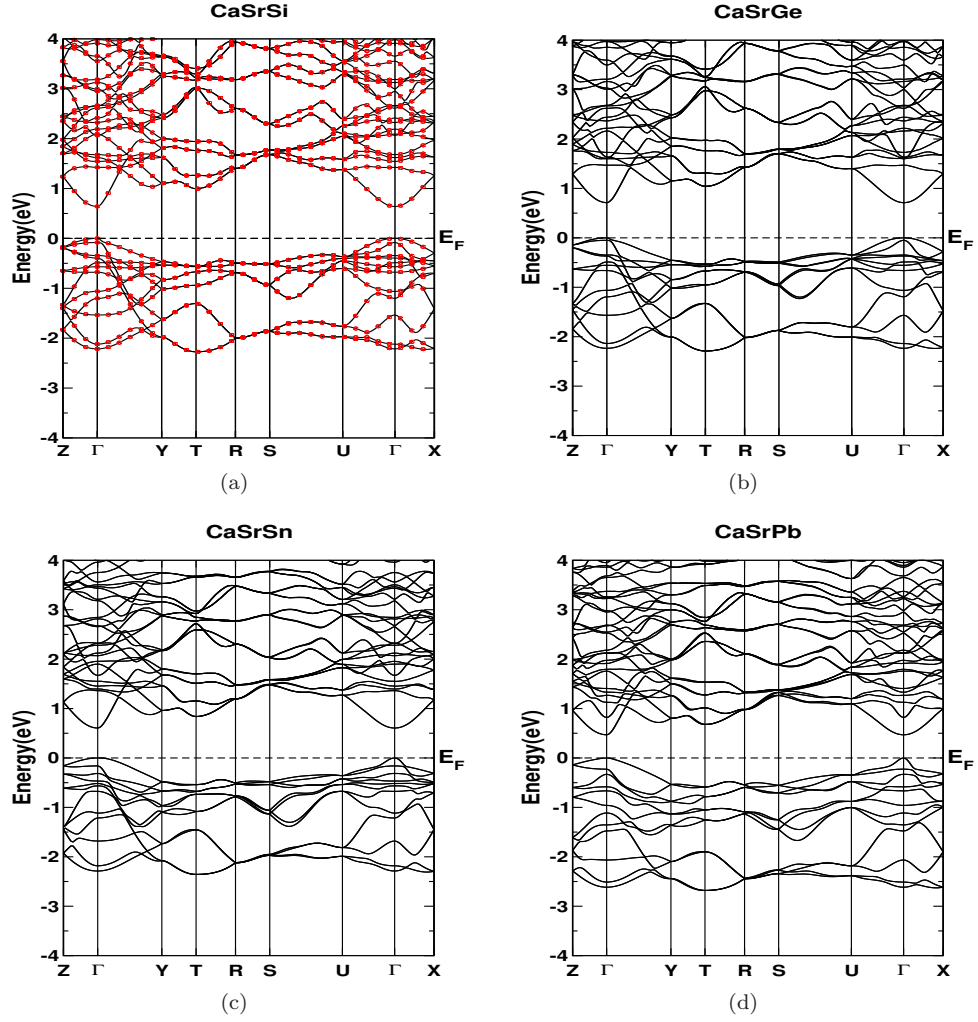 CaSrSi
4
3
2
1
0
-1
-2
-3
-4
Energy(eV)
E_F
Z Γ Y T R S U Γ X
(a)
CaSrGe
4
3
2
1
0
-1
-2
-3
-4
Energy(eV)
E_F
Z Γ Y T R S U Γ X
(b)
CaSrSn
4
3
2
1
0
-1
-2
-3
-4
Energy(eV)
E_F
Z Γ Y T R S U Γ X
(c)
CaSrPb
4
3
2
1
0
-1
-2
-3
-4
Energy(eV)
E_F
Z Γ Y T R S U Γ X
(d)